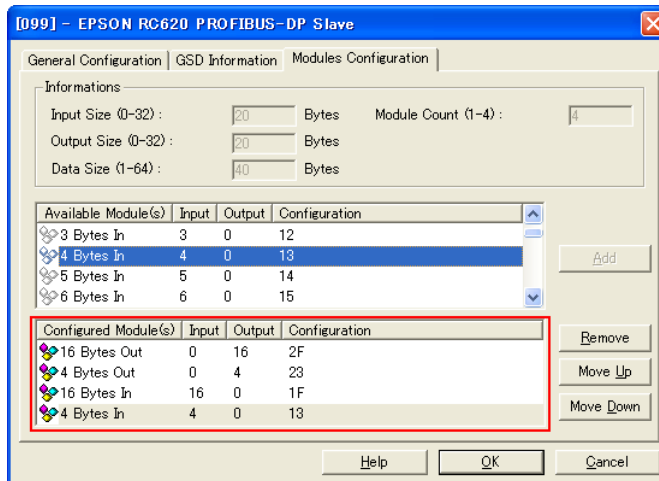 [099] - EPSON RC620 PROFIBUS-DP Slave
General Configuration GSD Information Modules Configuration
Informations
Input Size (0-32) : 20 Bytes Module Count (1-4) : 4
Output Size (0-32) : 20 Bytes
Data Size (1-64) : 40 Bytes
Available Module(s) Input Output Configuration
3 Bytes In 3 0 12
4 Bytes In 4 0 13
5 Bytes In 5 0 14
6 Bytes In 6 0 15
Add
Configured Module(s) Input Output Configuration
16 Bytes Out 0 16 2F
4 Bytes Out 0 4 23
16 Bytes In 16 0 1F
4 Bytes In 4 0 13
Remove
Move Up
Move Down
Help OK Cancel